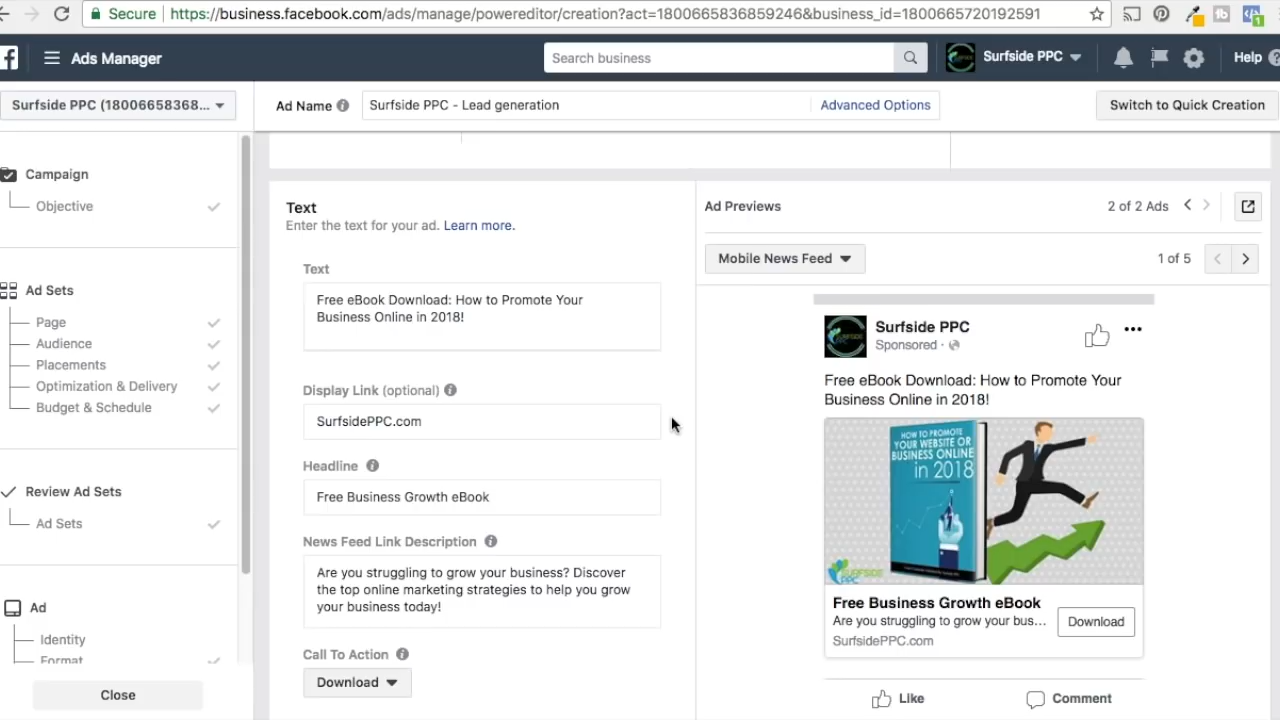 Secure https://business.facebook.com/ads/manage/powereditor/creation?act=1800665836859246&business_id=1800665720192591
Ads Manager
Search business
Surfside PPC
Help
Surfside PPC (18006658368...
Ad Name
Surfside PPC - Lead generation
Advanced Options
Switch to Quick Creation
Campaign
Objective
Ad Sets
Page
Audience
Placements
Optimization & Delivery
Budget & Schedule
Review Ad Sets
Ad Sets
Ad
Identity
Format
Close
Text
Enter the text for your ad. Learn more.
Text
Free eBook Download: How to Promote Your
Business Online in 2018!
Display Link (optional)
SurfsidePPC.com
Headline
Free Business Growth eBook
News Feed Link Description
Are you struggling to grow your business? Discover
the top online marketing strategies to help you grow
your business today!
Call To Action
Download
Ad Previews
2 of 2 Ads
Mobile News Feed
1 of 5
Surfside PPC
Sponsored ·
Free eBook Download: How to Promote Your
Business Online in 2018!
HOW TO PROMOTE
YOUR WEBSITE OR
BUSINESS ONLINE
in 2018
SURFSIDE
PPC
Free Business Growth eBook
Are you struggling to grow your bus...
SurfsidePPC.com
Download
Like
Comment